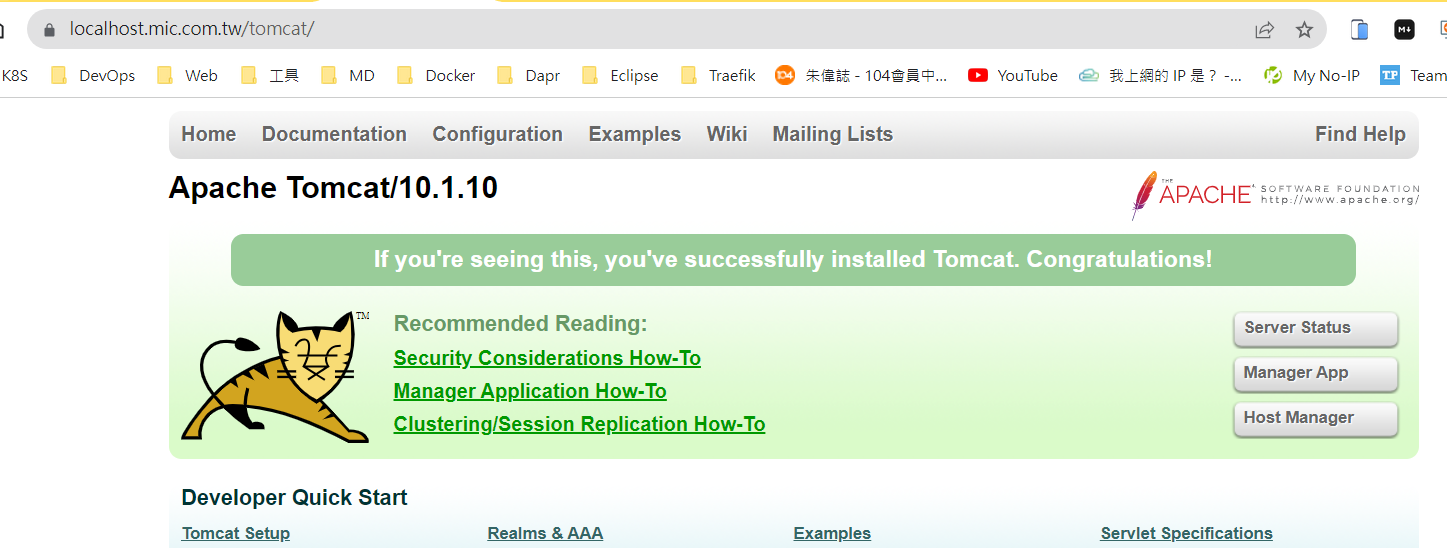 localhost.mic.com.tw/tomcat/
K8S DevOps Web 工具 MD Docker Dapr Eclipse Traefik 朱偉誌 - 104會員中... YouTube 我上網的 IP 是？ -... My No-IP Team
Home Documentation Configuration Examples Wiki Mailing Lists Find Help
Apache Tomcat/10.1.10
THE APACHE SOFTWARE FOUNDATION
http://www.apache.org/
If you're seeing this, you've successfully installed Tomcat. Congratulations!
TM
Recommended Reading:
Security Considerations How-To
Manager Application How-To
Clustering/Session Replication How-To
Server Status
Manager App
Host Manager
Developer Quick Start
Tomcat Setup Realms & AAA Examples Servlet Specifications